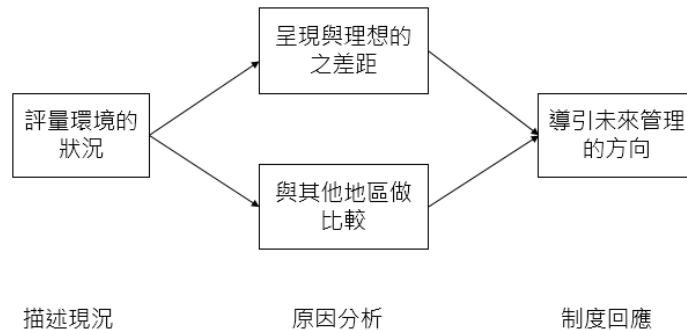 呈現與理想的
之差距
評量環境的
狀況
導引未來管理
的方向
與其他地區做
比較
描述現況
原因分析
制度回應